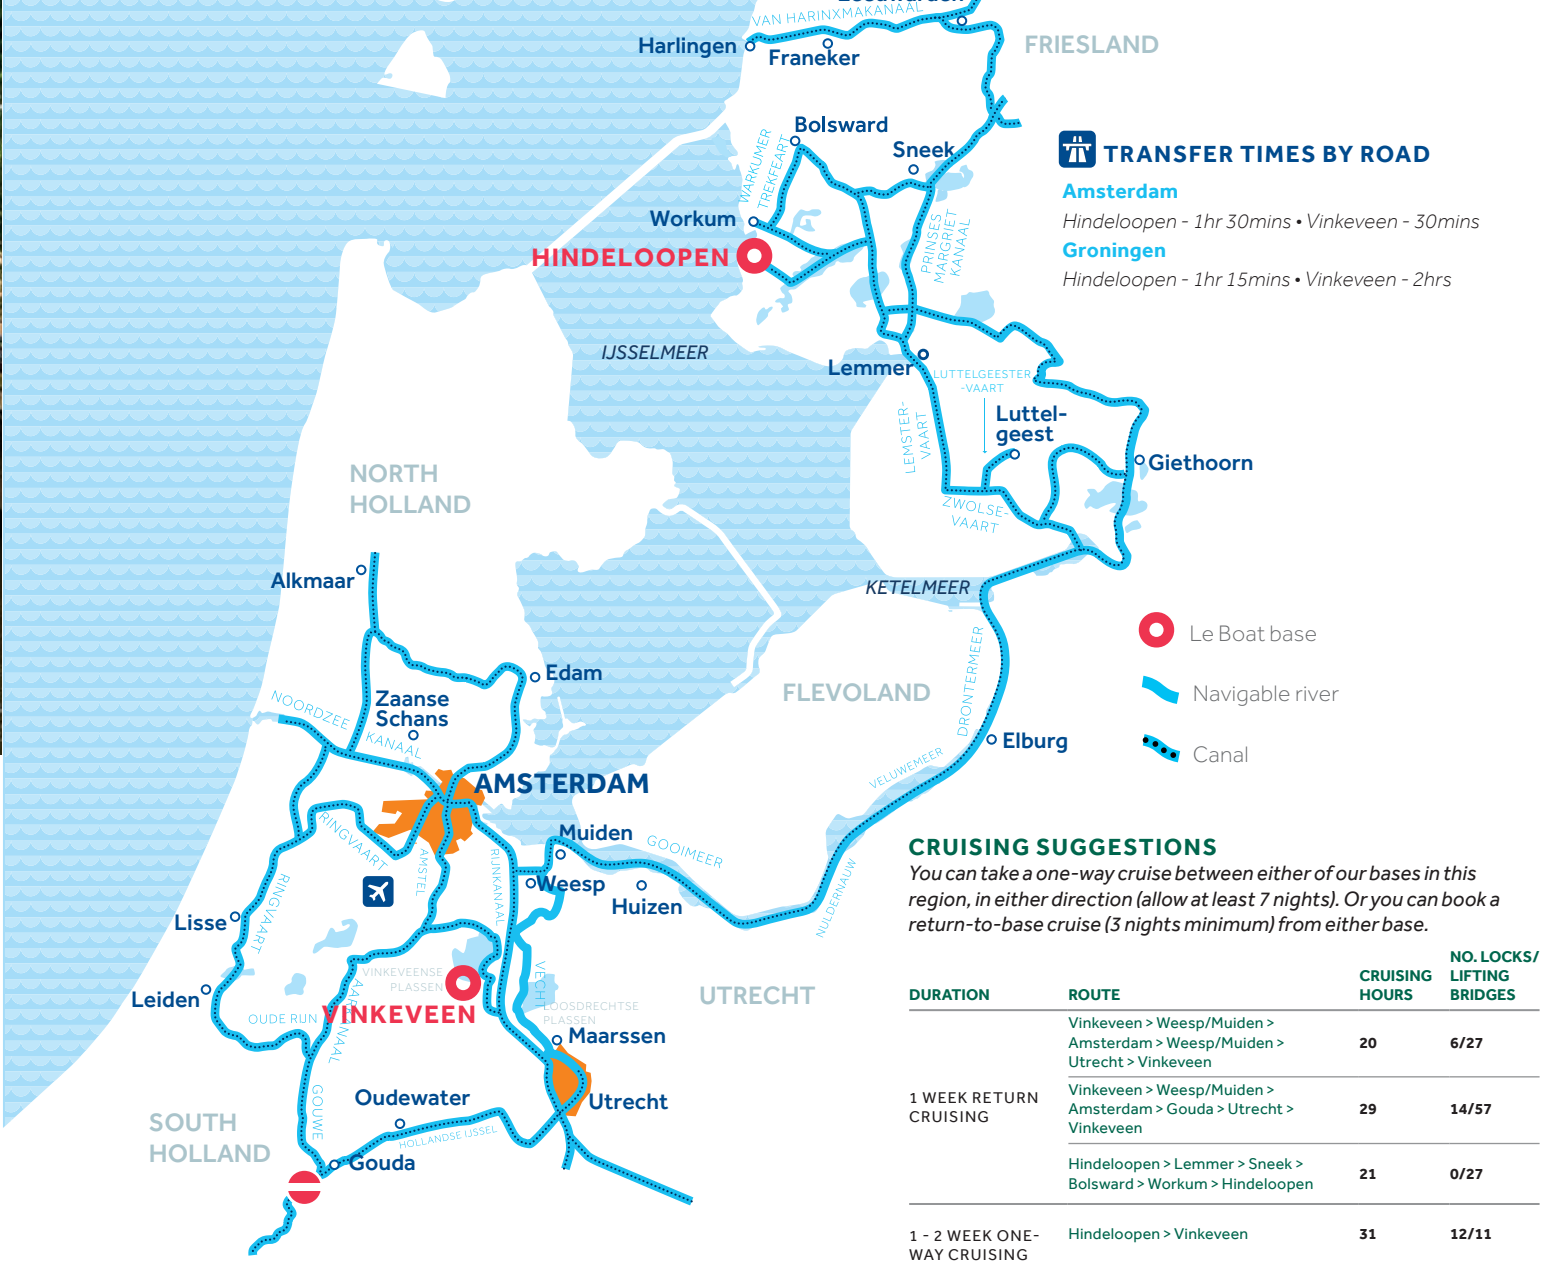 VAN HARINXMAKANAAL
Harlingen
Franeker
FRIESLAND
Bolsward
Sneek
WARKUMER
TREKFEART
Workum
HINDELOOPEN
PRINSES
MARGRIET
KANAAL
TRANSFER TIMES BY ROAD
Amsterdam
Hindeloopen - 1hr 30mins • Vinkeveen - 30mins
Groningen
Hindeloopen - 1hr 15mins • Vinkeveen - 2hrs
IJSSELMEER
Lemmer
LUTTELGEESTER
-VAART
LEMSTER-
VAART
Luttel-
geest
Giethoorn
ZWOLSE-
VAART
NORTH
HOLLAND
Alkmaar
KETELMEER
Le Boat base
Navigable river
Canal
Edam
FLEVOLAND
DRONTERMEER
Elburg
VELUWEMEER
NOORDZEE
KANAAL
Zaanse
Schans
AMSTERDAM
Muiden
GOOIMEER
RINGVAART
AMSTEL
RIJNKANAAL
Weesp
Huizen
NULDERNAUW
Lisse
RINGVAART
VINKEVEENSE
PLASSEN
VECHT
UTRECHT
Leiden
OUDE RIJN
VINKEVEEN
LOOSDRECHTSE
PLASSEN
Maarssen
GOUWE
Oudewater
Utrecht
HOLLANDSE IJSSEL
SOUTH
HOLLAND
Gouda
CRUISING SUGGESTIONS
You can take a one-way cruise between either of our bases in this
region, in either direction (allow at least 7 nights). Or you can book a
return-to-base cruise (3 nights minimum) from either base.
DURATION
ROUTE
CRUISING
HOURS
NO. LOCKS/
LIFTING
BRIDGES
1 WEEK RETURN
CRUISING
Vinkeveen > Weesp/Muiden >
Amsterdam > Weesp/Muiden >
Utrecht > Vinkeveen
20
6/27
Vinkeveen > Weesp/Muiden >
Amsterdam > Gouda > Utrecht >
Vinkeveen
29
14/57
Hindeloopen > Lemmer > Sneek >
Bolsward > Workum > Hindeloopen
21
0/27
1 - 2 WEEK ONE-
WAY CRUISING
Hindeloopen > Vinkeveen
31
12/11